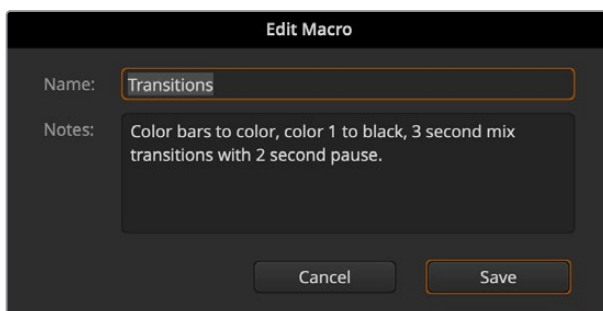 Edit Macro
Name: Transitions
Notes: Color bars to color, color 1 to black, 3 second mix
transitions with 2 second pause.
Cancel Save